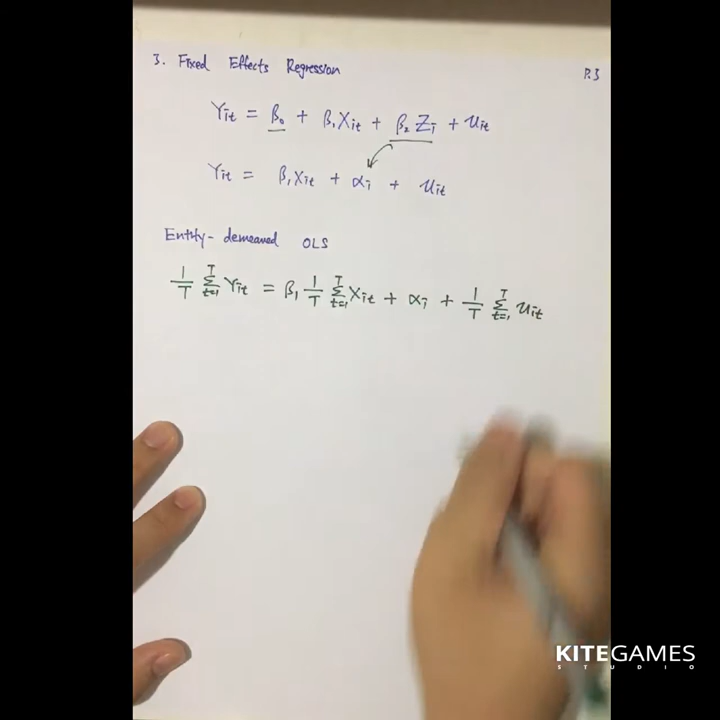 3. Fixed Effects Regression
P.3
Yit = β₀ + β₁Xit + β₂Zi + uit
Yit = β₁Xit + αi + uit
Entity-demeaned OLS
1/T Σ_{t=1}^{T} Yit = β₁ 1/T Σ_{t=1}^{T} Xit + αi + 1/T Σ_{t=1}^{T} uit
KITEGAMES
STUDIO